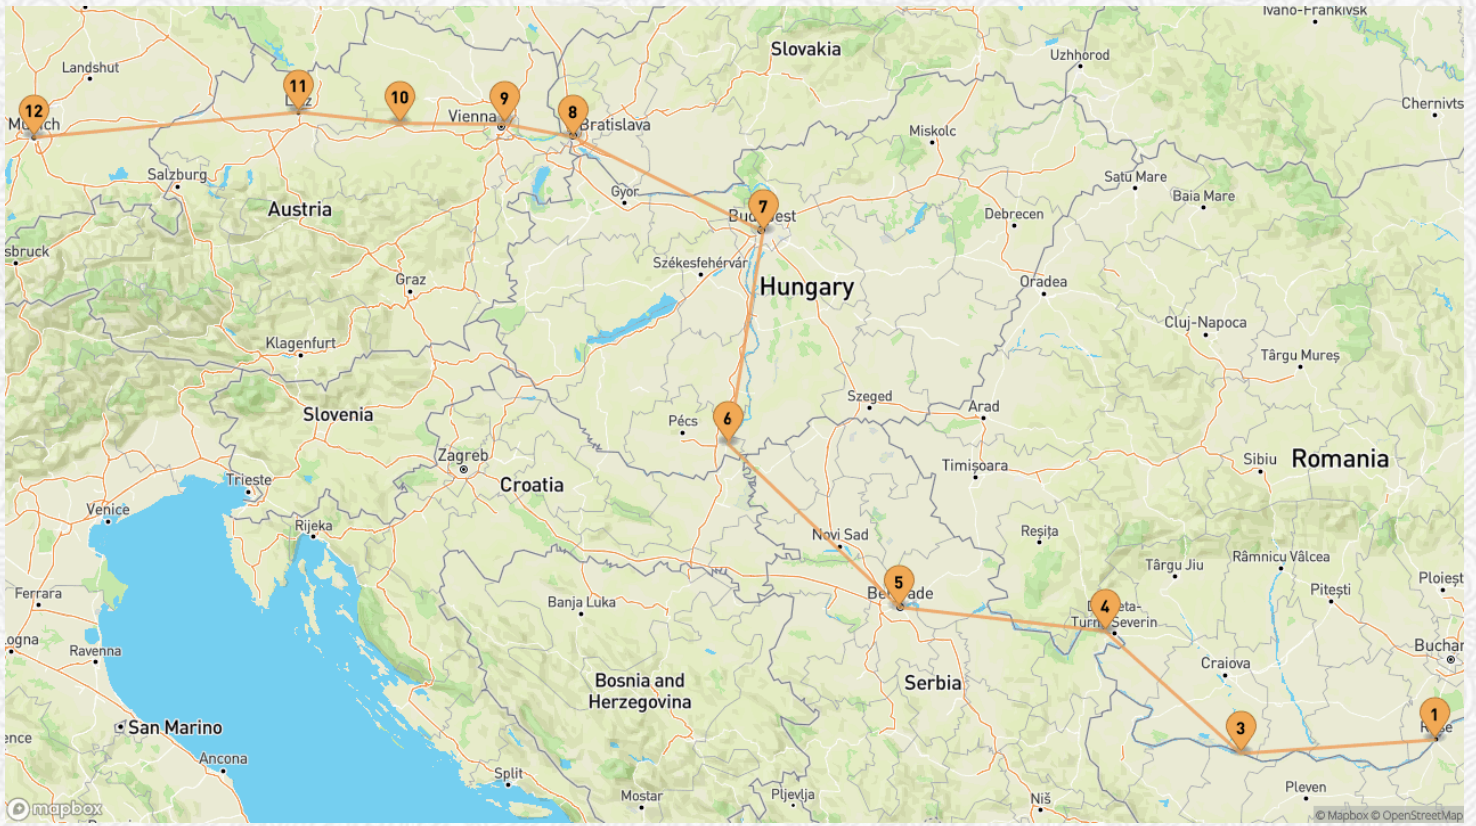 Ivano-Frankivsk
Slovakia
Uzhhorod
Landshut
11
12
10
9
8
Vienna
Bratislava
Chernivts
Miskolc
Salzburg
Satu Mare
Baia Mare
Gyor
7
Austria
Debrecen
sbruck
Székesfehérvár
Graz
Hungary
Oradea
Cluj-Napoca
Klagenfurt
Târgu Mureș
Slovenia
6
Pécs
Szeged
Arad
Zagreb
Timișoara
Sibiu
Romania
Trieste
Croatia
Venice
Rijeka
Novi Sad
Reșița
Râmnicu Vâlcea
Târgu Jiu
5
Ploieșt
Pitești
Ferrara
Banja Luka
4
Turnu Severin
ogna
Ravenna
Buchar
Craiova
Bosnia and
Herzegovina
Serbia
San Marino
3
1
ence
Ancona
Split
Mostar
Pljevlja
Niš
Pleven
mapbox
© Mapbox © OpenStreetMap